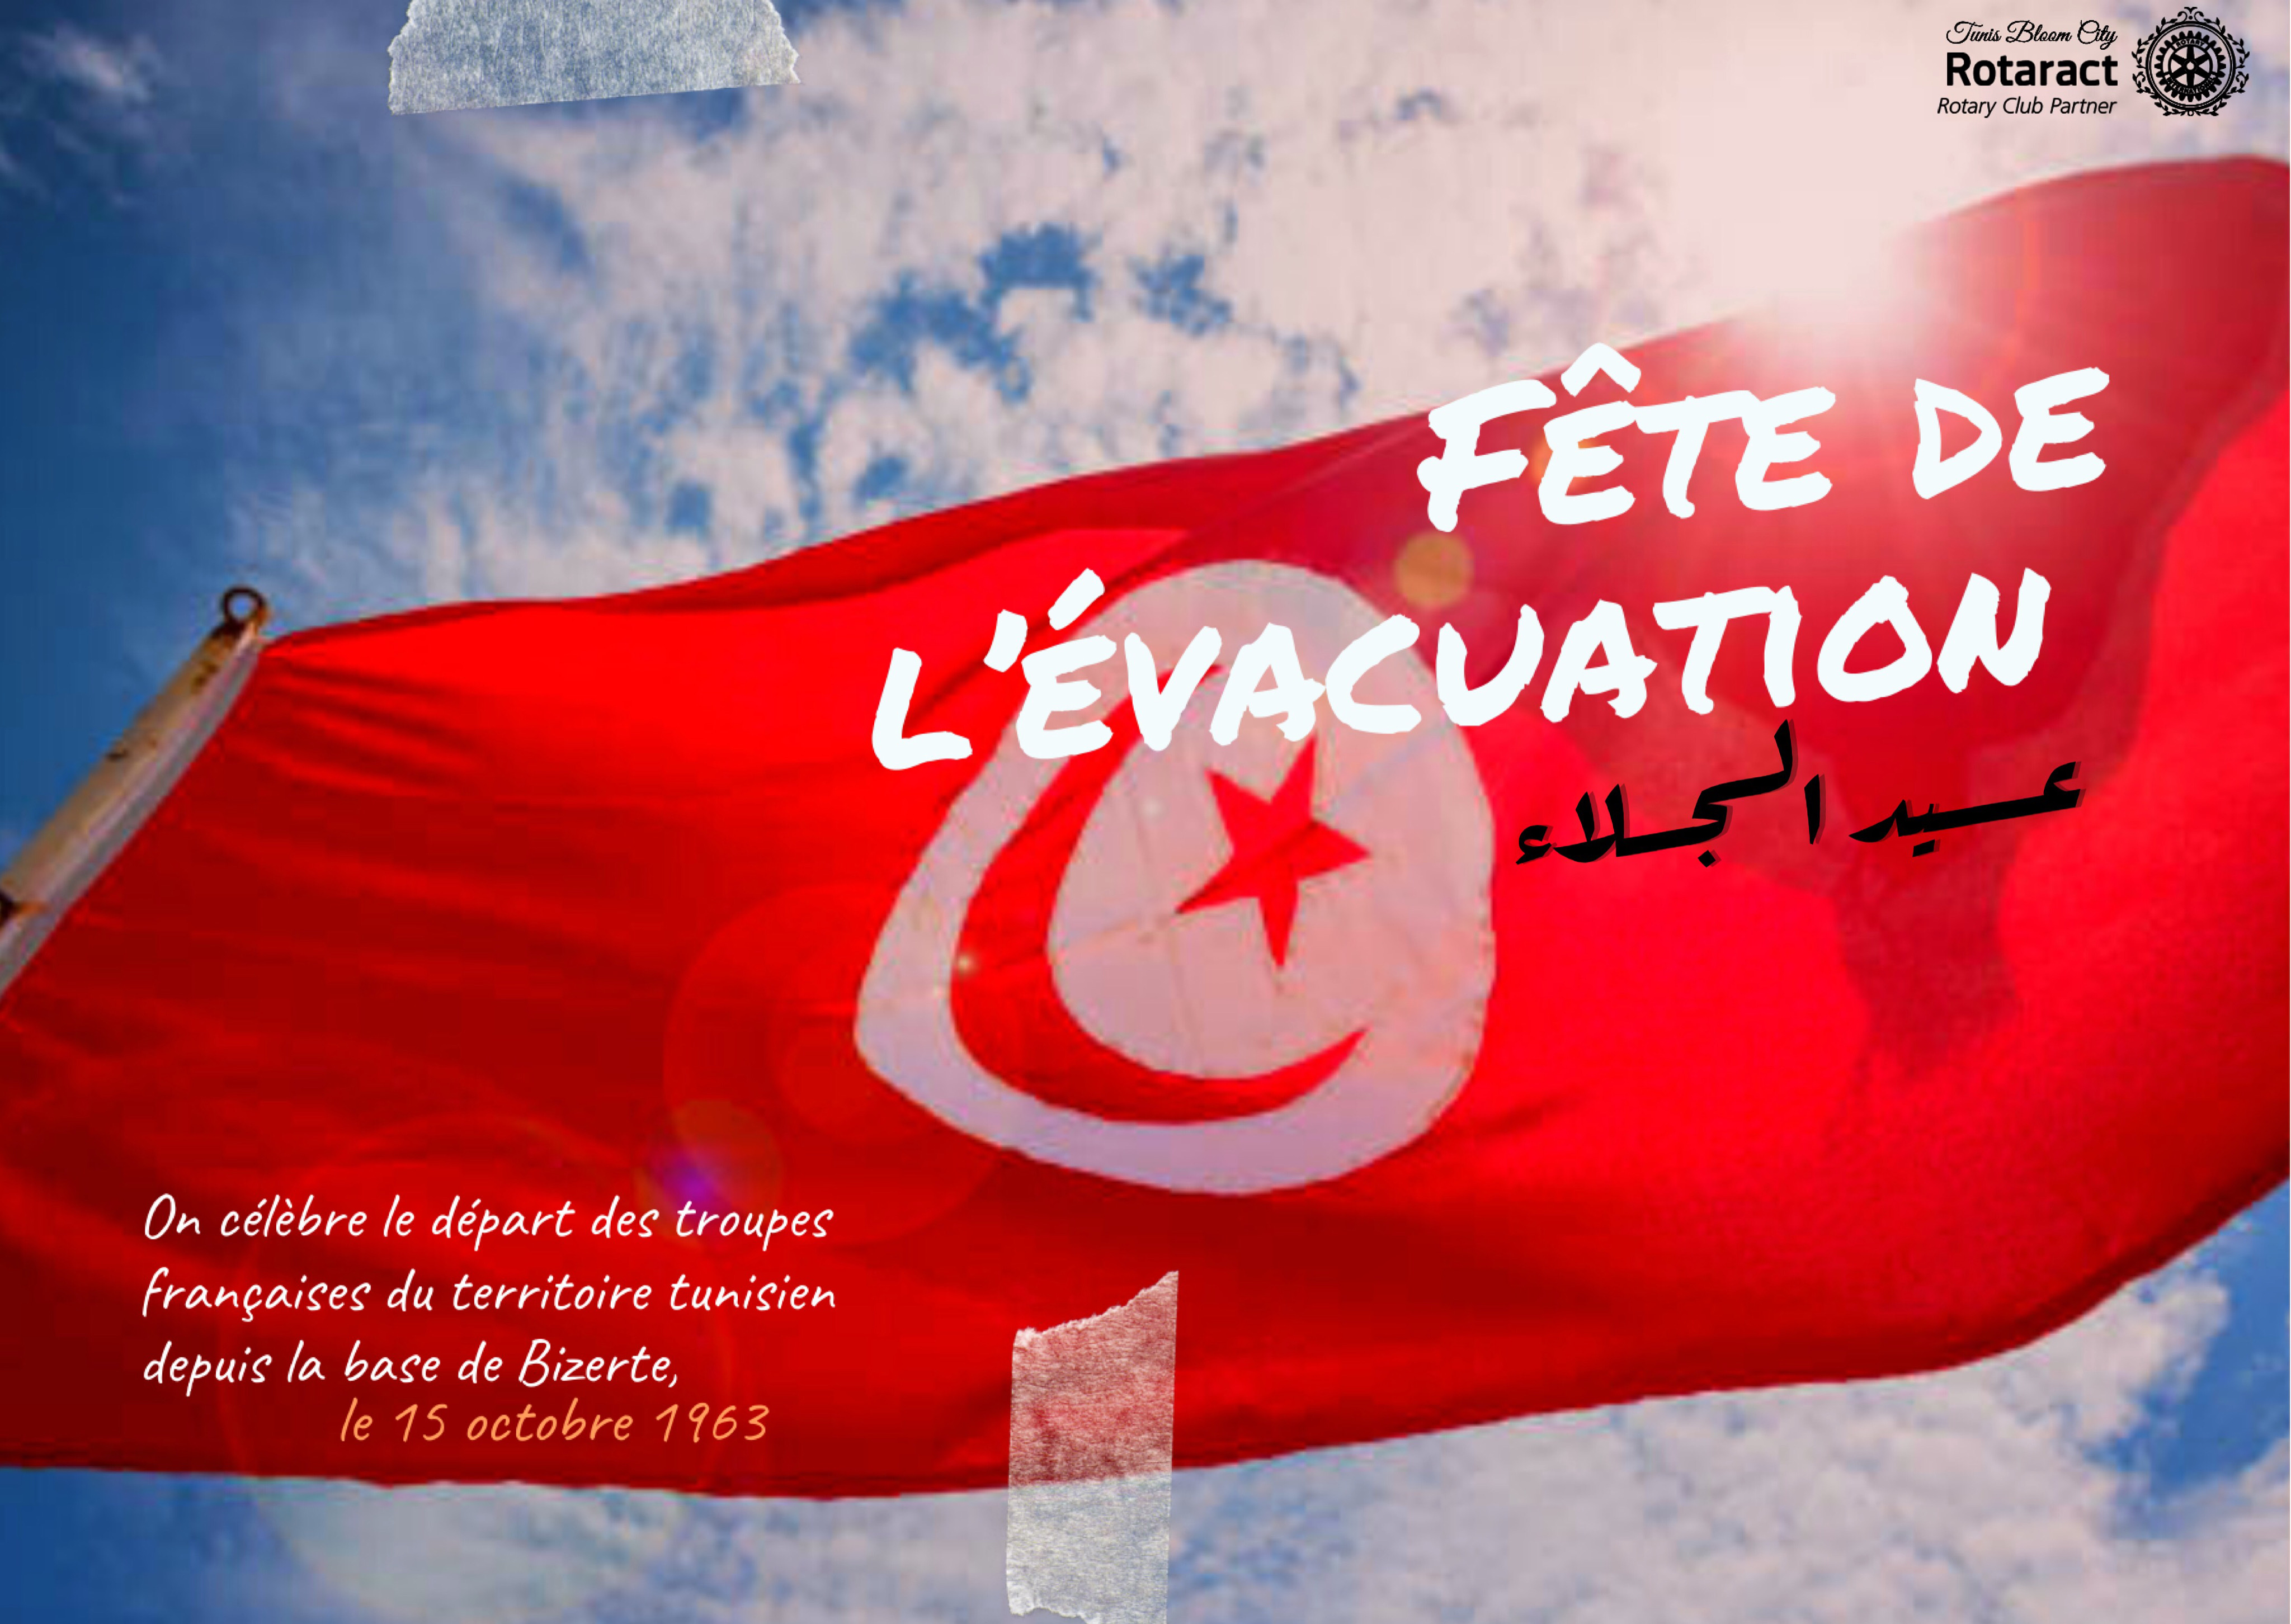 Tunis Bloom City
Rotaract
Rotary Club Partner
FÊTE DE
L'ÉVACUATION
عيد الجلاء
On célèbre le départ des troupes
françaises du territoire tunisien
depuis la base de Bizerte,
le 15 octobre 1963